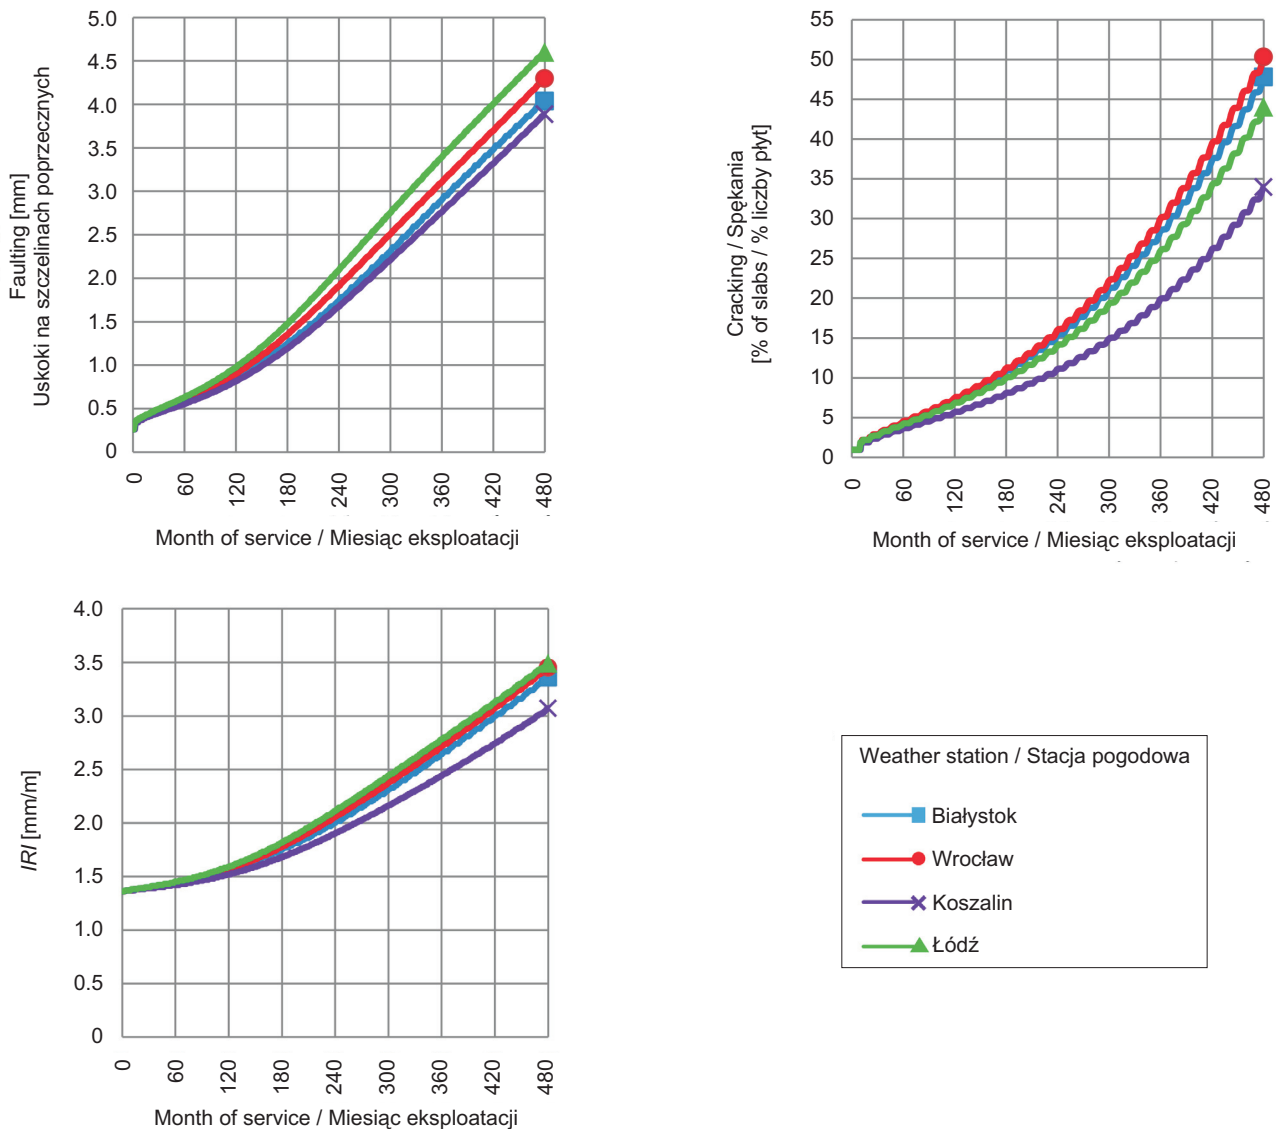 Faulting [mm]
Uskoki na szczelinach poprzecznych
5.0
4.5
4.0
3.5
3.0
2.5
2.0
1.5
1.0
0.5
0
0 60 120 180 240 300 360 420 480
Month of service / Miesiąc eksploatacji
Cracking / Spękania
[% of slabs / % liczby płyt]
55
50
45
40
35
30
25
20
15
10
5
0
0 60 120 180 240 300 360 420 480
Month of service / Miesiąc eksploatacji
IRI [mm/m]
4.0
3.5
3.0
2.5
2.0
1.5
1.0
0.5
0
0 60 120 180 240 300 360 420 480
Month of service / Miesiąc eksploatacji
Weather station / Stacja pogodowa
Białystok
Wrocław
Koszalin
Łódź